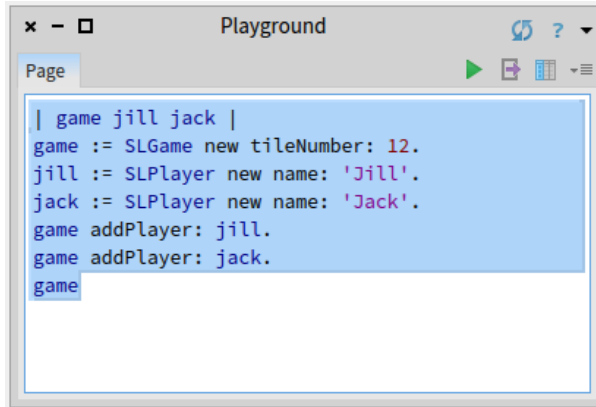 Playground
?
Page
| game jill jack |
game := SLGame new tileNumber: 12.
jill := SLPlayer new name: 'Jill'.
jack := SLPlayer new name: 'Jack'.
game addPlayer: jill.
game addPlayer: jack.
game